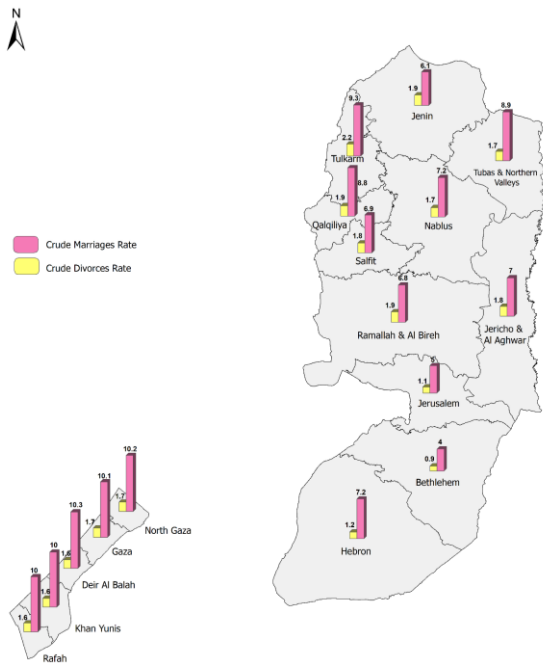 N
6.1
1.9
Jenin
9.3
2.2
Tulkarm
8.9
1.7
Tubas & Northern
Valleys
8.8
1.9
Qalqiliya
7.2
1.7
Nablus
6.9
1.8
Salfit
Crude Marriages Rate
Crude Divorces Rate
6.8
1.9
Ramallah & Al Bireh
7
1.8
Jericho &
Al Aghwar
5
1.1
Jerusalem
4
0.9
Bethlehem
7.2
1.2
Hebron
10.2
1.7
North Gaza
10.1
1.7
Gaza
10.3
1.6
Deir Al Balah
10
1.6
Khan Yunis
10
1.6
Rafah